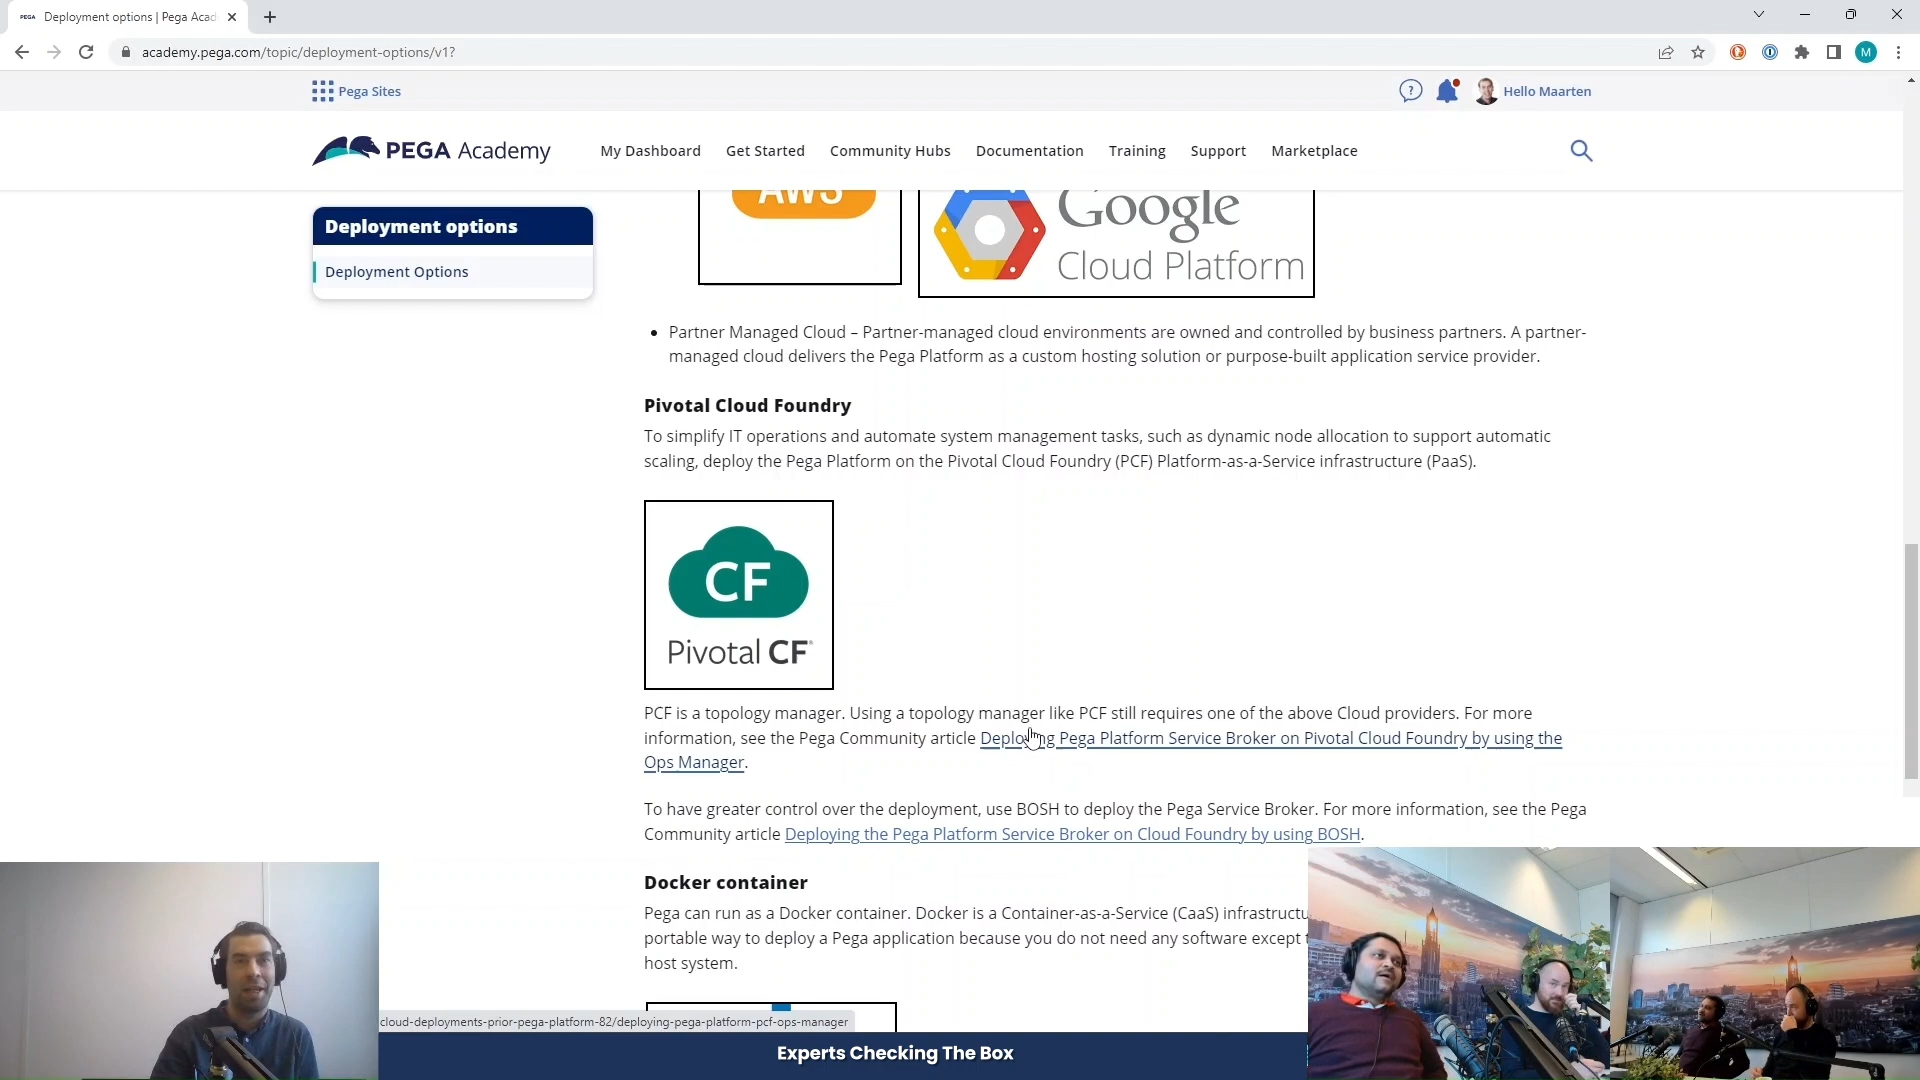 PEGA
Deployment options | Pega Acad
academy.pega.com/topic/deployment-options/v1?
M
Pega Sites
?
Hello Maarten
PEGA Academy
My Dashboard
Get Started
Community Hubs
Documentation
Training
Support
Marketplace
Deployment options
Deployment Options
AWS
Google
Cloud Platform
• Partner Managed Cloud – Partner-managed cloud environments are owned and controlled by business partners. A partner-
managed cloud delivers the Pega Platform as a custom hosting solution or purpose-built application service provider.
Pivotal Cloud Foundry
To simplify IT operations and automate system management tasks, such as dynamic node allocation to support automatic
scaling, deploy the Pega Platform on the Pivotal Cloud Foundry (PCF) Platform-as-a-Service infrastructure (PaaS).
CF
Pivotal CF
PCF is a topology manager. Using a topology manager like PCF still requires one of the above Cloud providers. For more
information, see the Pega Community article Deploying Pega Platform Service Broker on Pivotal Cloud Foundry by using the
Ops Manager.
To have greater control over the deployment, use BOSH to deploy the Pega Service Broker. For more information, see the Pega
Community article Deploying the Pega Platform Service Broker on Cloud Foundry by using BOSH.
Docker container
Pega can run as a Docker container. Docker is a Container-as-a-Service (CaaS) infrastructu
portable way to deploy a Pega application because you do not need any software except
host system.
cloud-deployments-prior-pega-platform-82/deploying-pega-platform-pcf-ops-manager
Experts Checking The Box